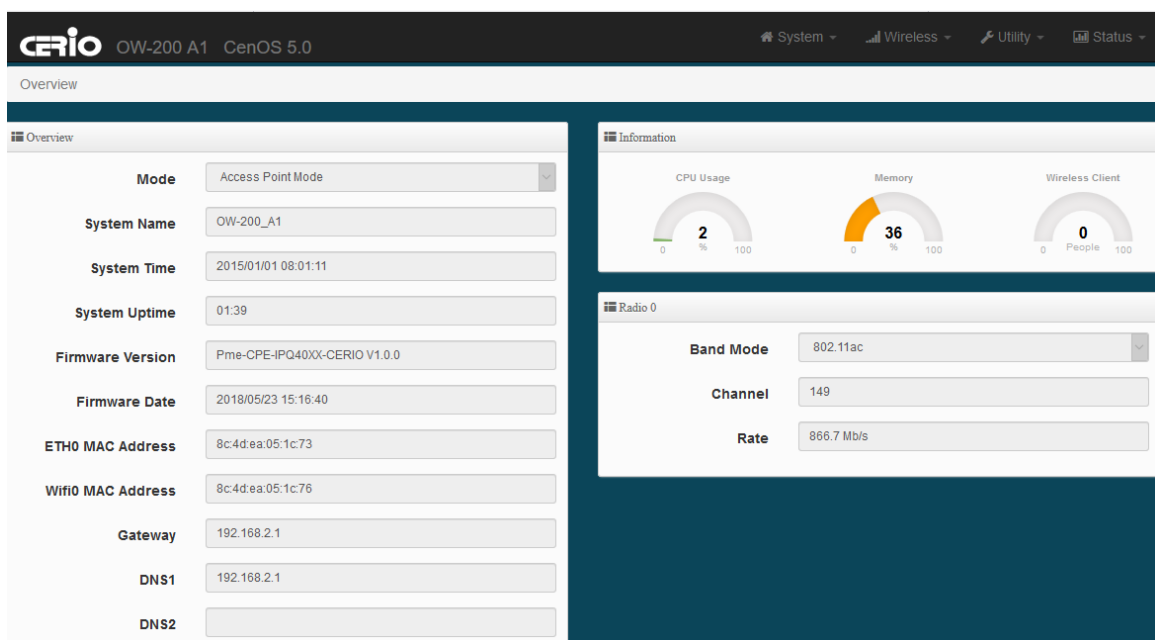 CERIO OW-200 A1 CenOS 5.0
System Wireless Utility Status
Overview
Overview
Mode Access Point Mode
System Name OW-200_A1
System Time 2015/01/01 08:01:11
System Uptime 01:39
Firmware Version Pme-CPE-IPQ40XX-CERIO V1.0.0
Firmware Date 2018/05/23 15:16:40
ETH0 MAC Address 8c:4d:ea:05:1c:73
Wifi0 MAC Address 8c:4d:ea:05:1c:76
Gateway 192.168.2.1
DNS1 192.168.2.1
DNS2
Information
CPU Usage Memory Wireless Client
2 36 0
0 % 100 0 % 100 0 People 100
Radio 0
Band Mode 802.11ac
Channel 149
Rate 866.7 Mb/s